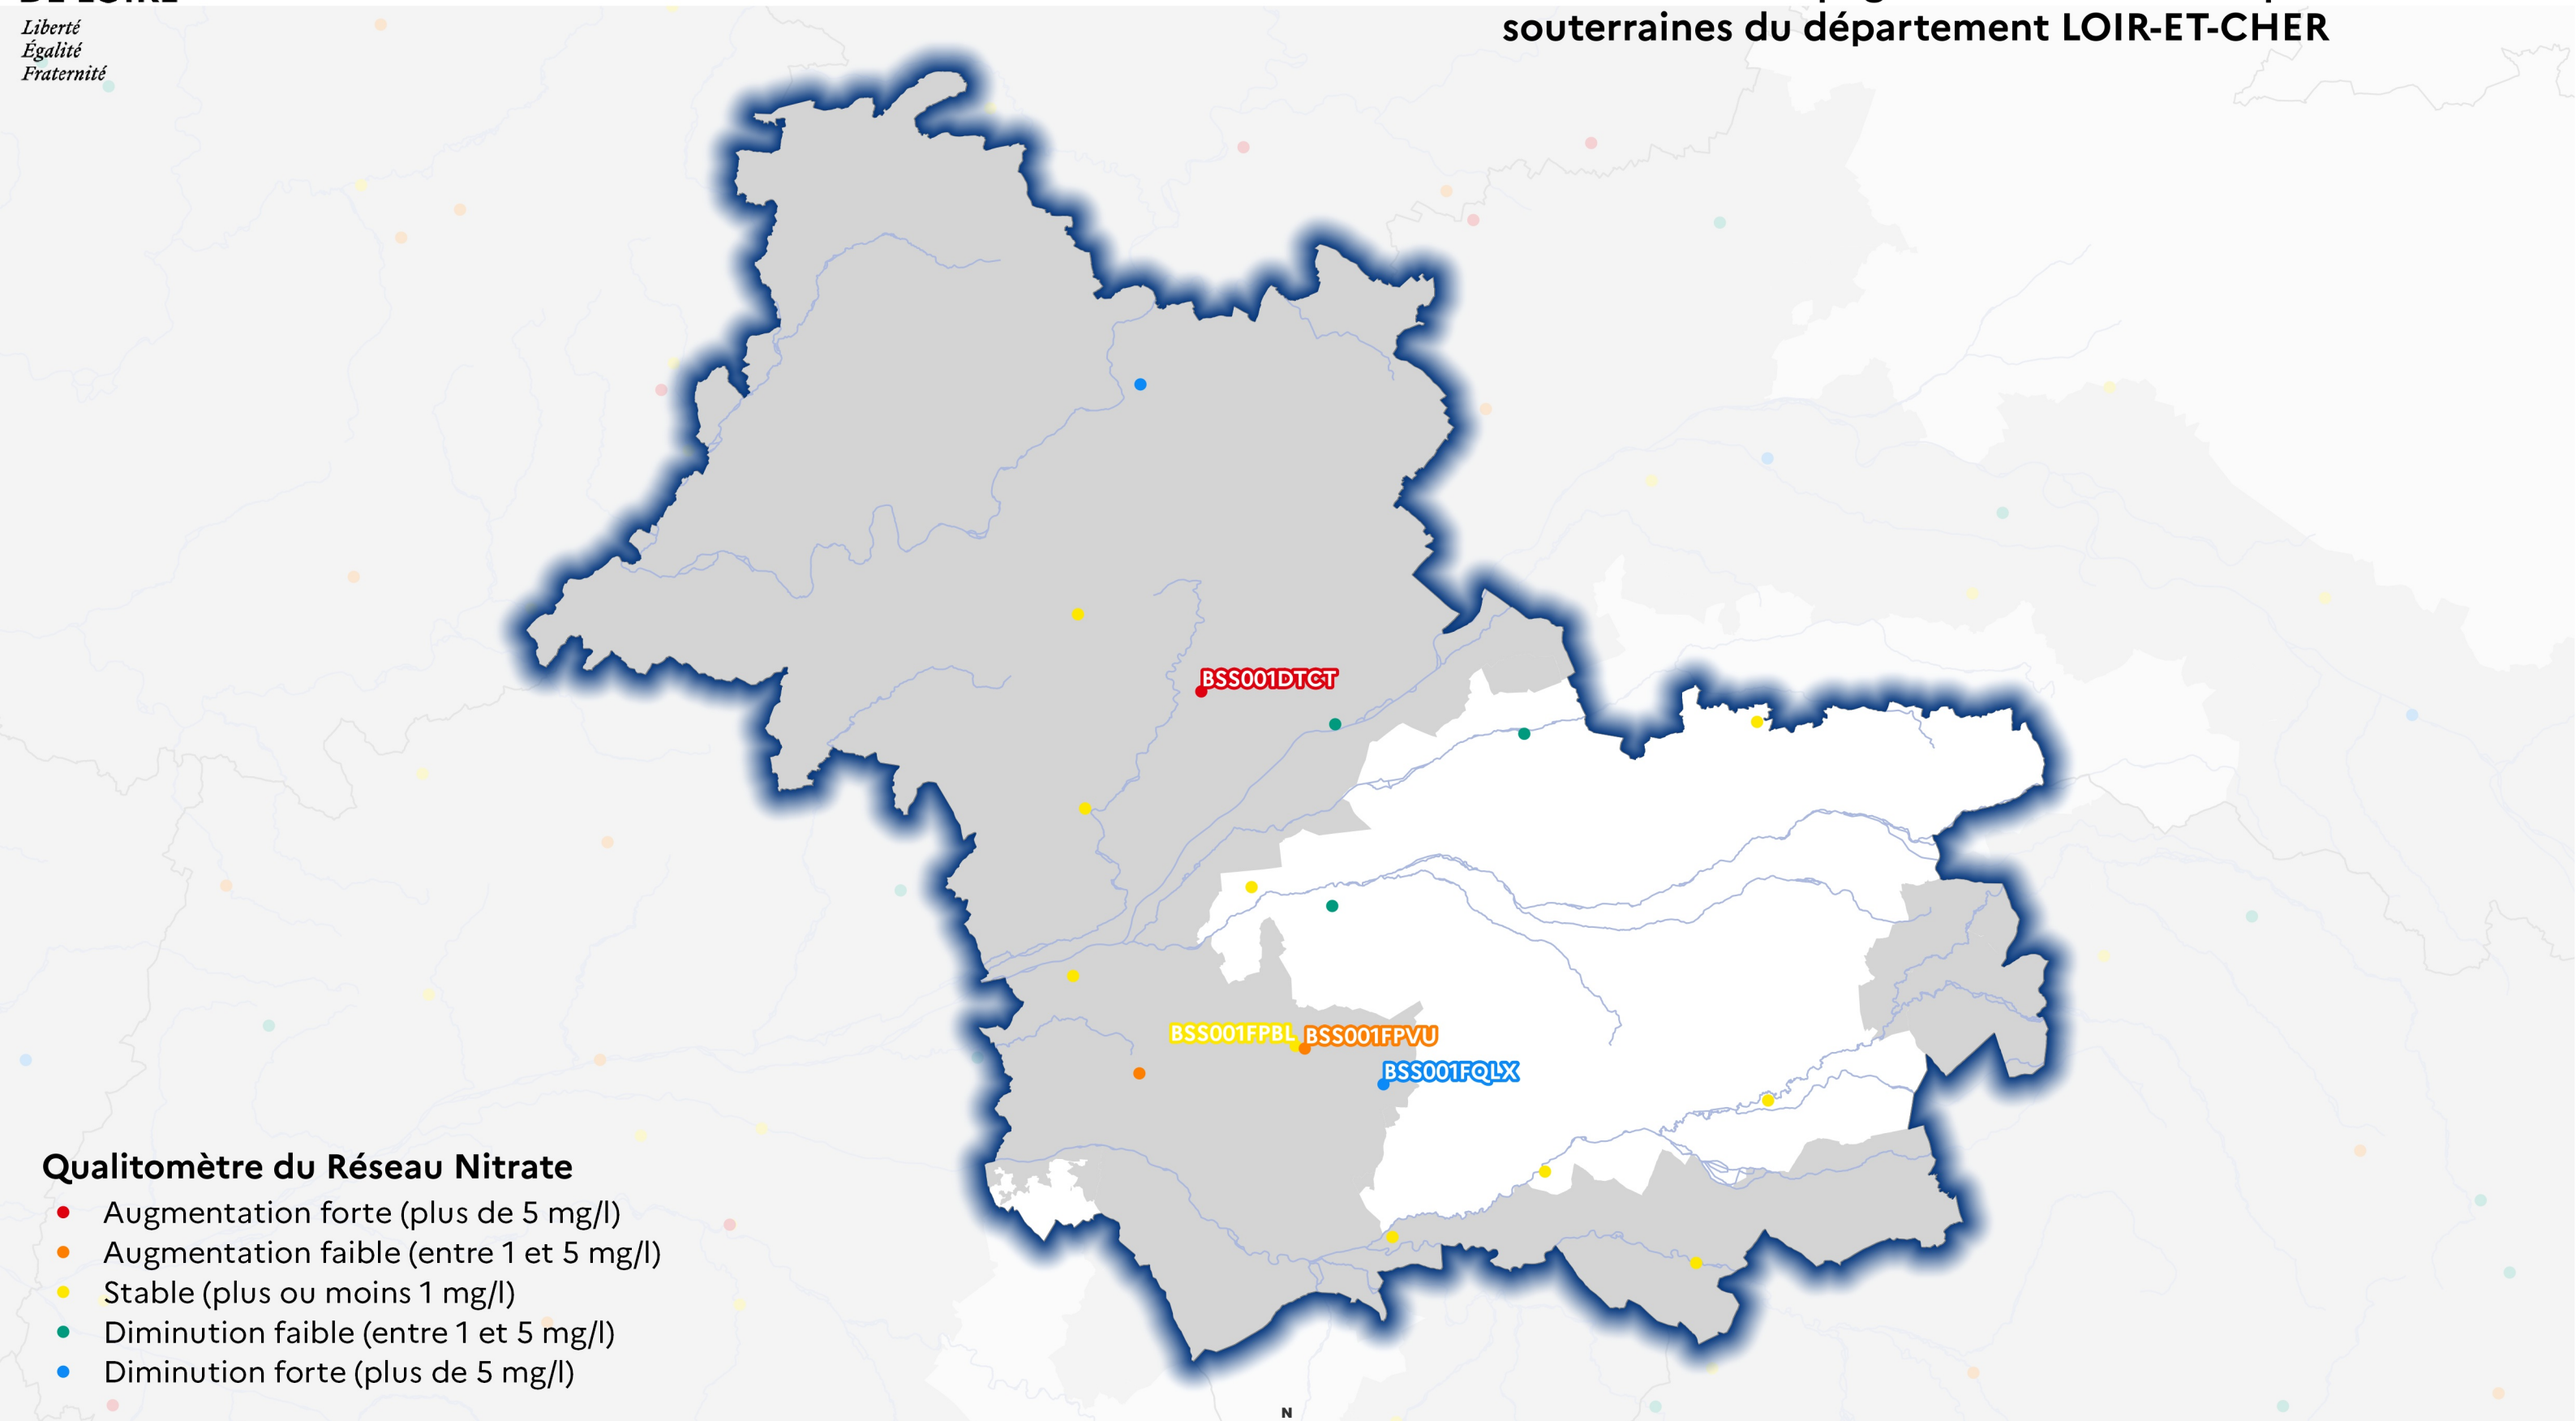 Liberté
Égalité
Fraternité
souterraines du département LOIR-ET-CHER
BSS001DTCT
BSS001FPBL
BSS001FPVU
BSS001FQLX
Qualitomètre du Réseau Nitrate
Augmentation forte (plus de 5 mg/l)
Augmentation faible (entre 1 et 5 mg/l)
Stable (plus ou moins 1 mg/l)
Diminution faible (entre 1 et 5 mg/l)
Diminution forte (plus de 5 mg/l)
N